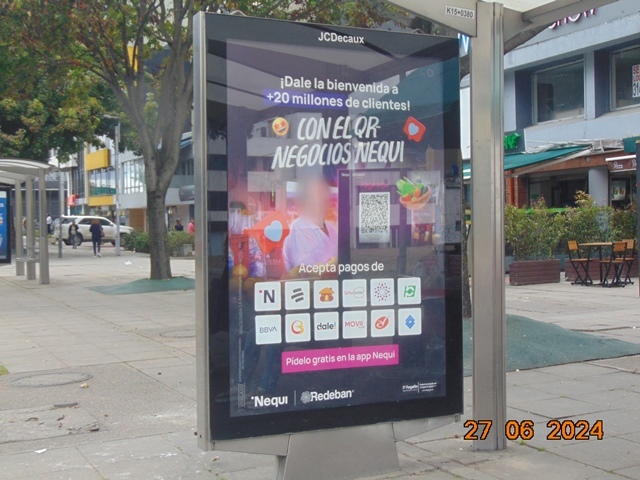 K15+0380
JCDecaux
¡Dale la bienvenida a
+20 millones de clientes!
CON EL QR
NEGOCIOS NEQUI
Acepta pagos de
N
BBVA
dale!
MOVII
Pídelo gratis en la app Nequi
Nequi
Redeban
27 06 2024